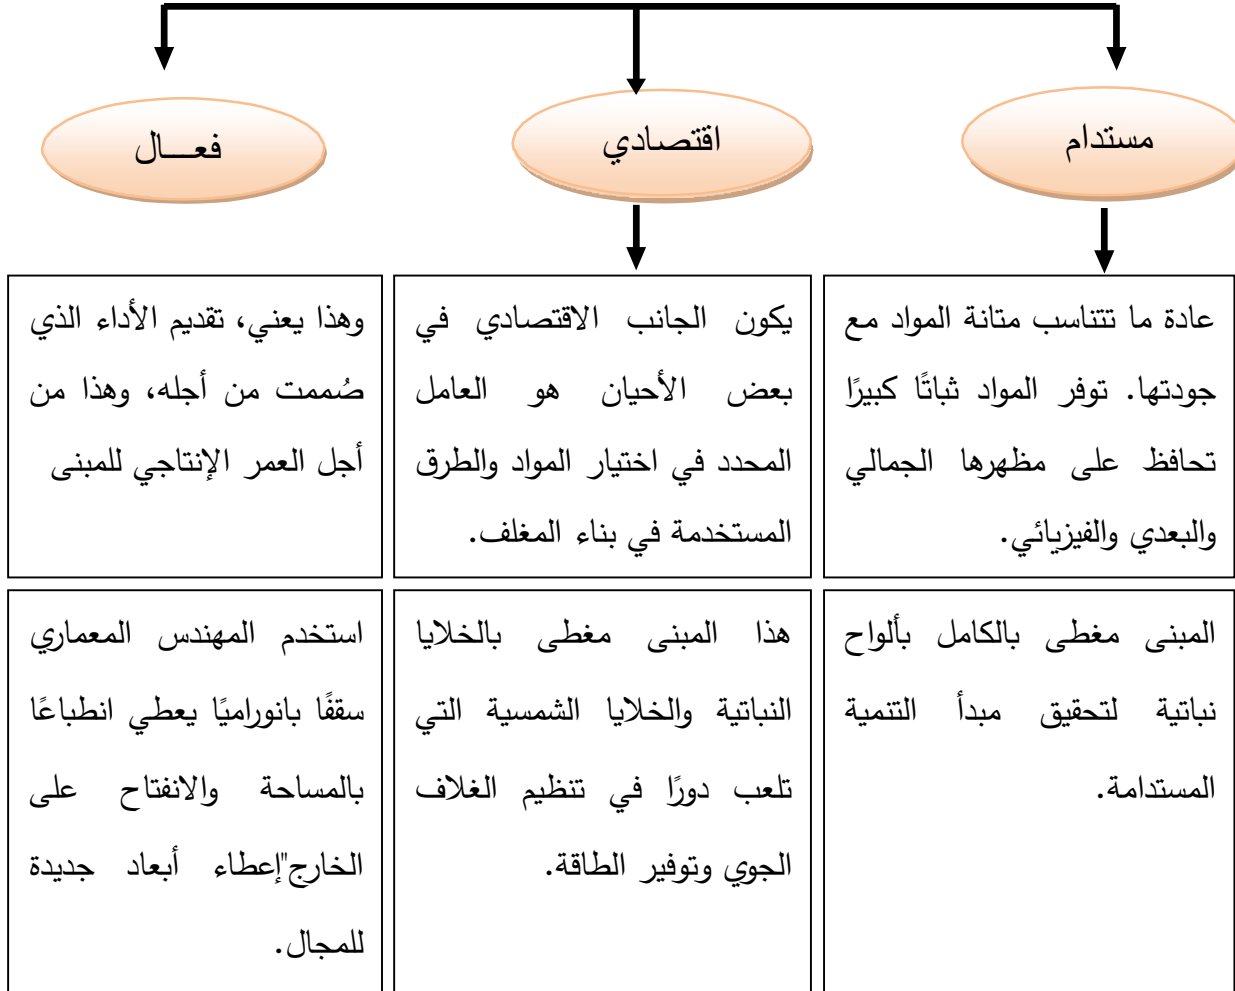 مستدام
اقتصادي
فعـــال
عادة ما تتناسب متانة المواد مع
جودتها. توفر المواد ثباتًا كبيرًا
تحافظ على مظهرها الجمالي
والبعدي والفيزيائي.
يكون الجانب الاقتصادي في
بعض الأحيان هو العامل
المحدد في اختيار المواد والطرق
المستخدمة في بناء المغلف.
وهذا يعني، تقديم الأداء الذي
صُممت من أجله، وهذا من
أجل العمر الإنتاجي للمبنى
المبنى مغطى بالكامل بألواح
نباتية لتحقيق مبدأ التنمية
المستدامة.
هذا المبنى مغطى بالخلايا
النباتية والخلايا الشمسية التي
تلعب دورًا في تنظيم الغلاف
الجوي وتوفير الطاقة.
استخدم المهندس المعماري
سقفًا بانوراميًا يعطي انطباعًا
بالمساحة والانفتاح على
الخارج"إعطاء أبعاد جديدة
للمجال.